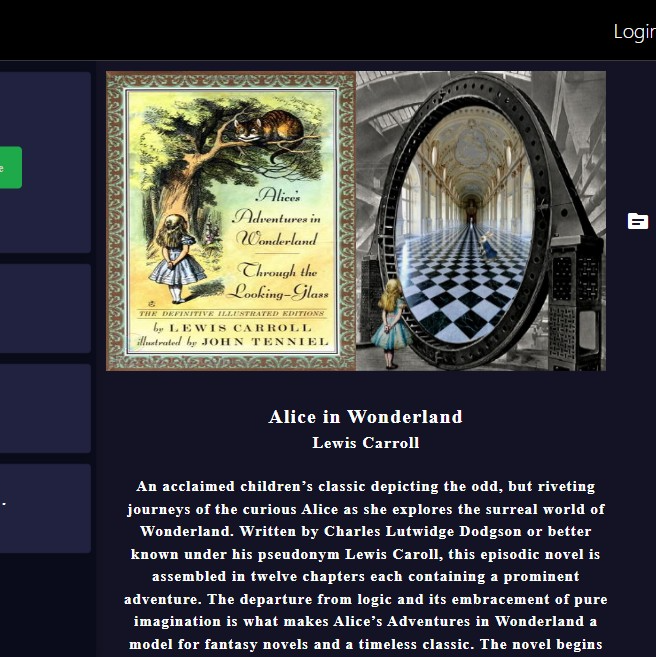 Login
Alice's
Adventures in
Wonderland
Through the
Looking-Glass
THE DEFINITIVE ILLUSTRATED EDITIONS
by LEWIS CARROLL
illustrated by JOHN TENNIEL
Alice in Wonderland
Lewis Carroll
An acclaimed children’s classic depicting the odd, but riveting
journeys of the curious Alice as she explores the surreal world of
Wonderland. Written by Charles Lutwidge Dodgson or better
known under his pseudonym Lewis Caroll, this episodic novel is
assembled in twelve chapters each containing a prominent
adventure. The departure from logic and its embracement of pure
imagination is what makes Alice’s Adventures in Wonderland a
model for fantasy novels and a timeless classic. The novel begins